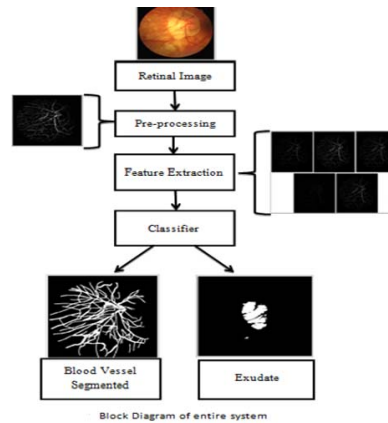 Retinal Image
Pre-processing
Feature Extraction
Classifier
Blood Vessel
Segmented
Exudate
Block Diagram of entire system